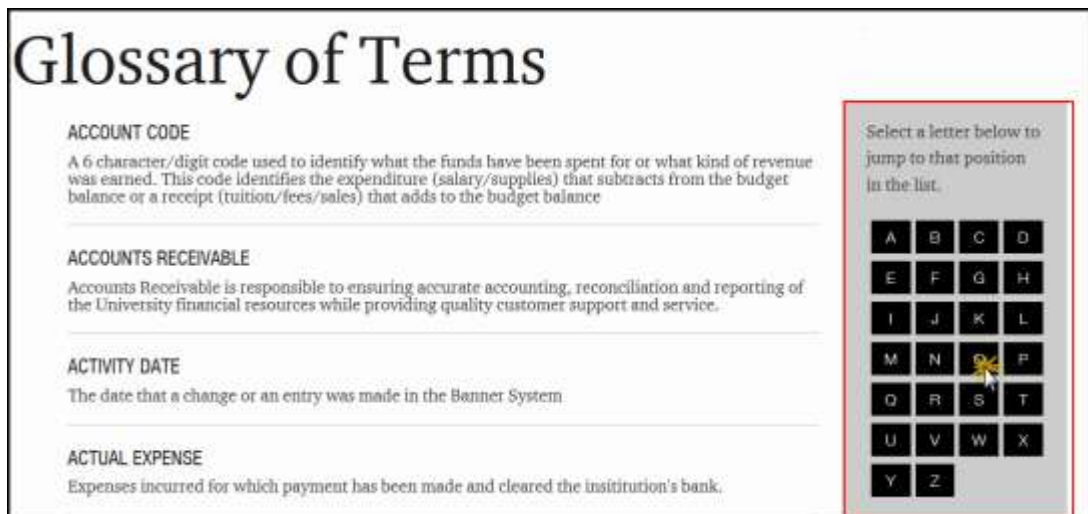 Glossary of Terms
ACCOUNT CODE
A 6 character/digit code used to identify what the funds have been spent for or what kind of revenue
was earned. This code identifies the expenditure (salary/supplies) that subtracts from the budget
balance or a receipt (tuition/fees/sales) that adds to the budget balance
ACCOUNTS RECEIVABLE
Accounts Receivable is responsible to ensuring accurate accounting, reconciliation and reporting of
the University financial resources while providing quality customer support and service.
ACTIVITY DATE
The date that a change or an entry was made in the Banner System
ACTUAL EXPENSE
Expenses incurred for which payment has been made and cleared the insititution's bank.
Select a letter below to
jump to that position
in the list.
A B C D
E F G H
I J K L
M N O P
Q R S T
U V W X
Y Z